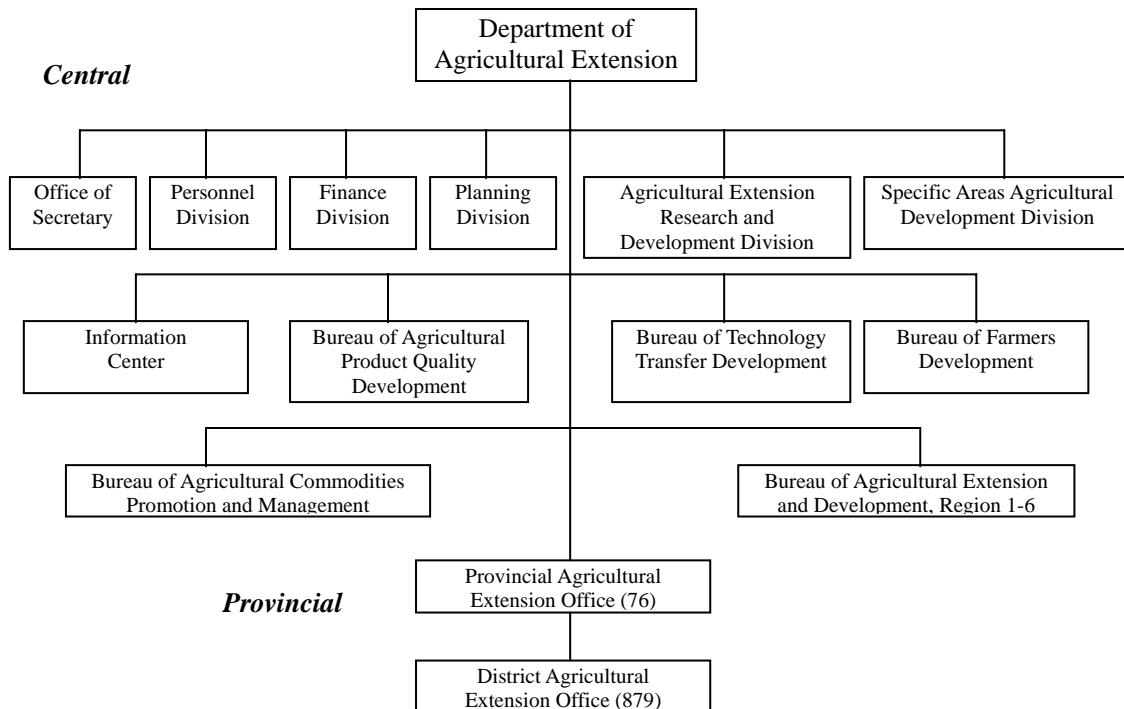 Department of
Agricultural Extension
Central
Office of
Secretary
Personnel
Division
Finance
Division
Planning
Division
Agricultural Extension
Research and
Development Division
Specific Areas Agricultural
Development Division
Information
Center
Bureau of Agricultural
Product Quality
Development
Bureau of Technology
Transfer Development
Bureau of Farmers
Development
Bureau of Agricultural Commodities
Promotion and Management
Bureau of Agricultural Extension
and Development, Region 1-6
Provincial Agricultural
Extension Office (76)
Provincial
District Agricultural
Extension Office (879)